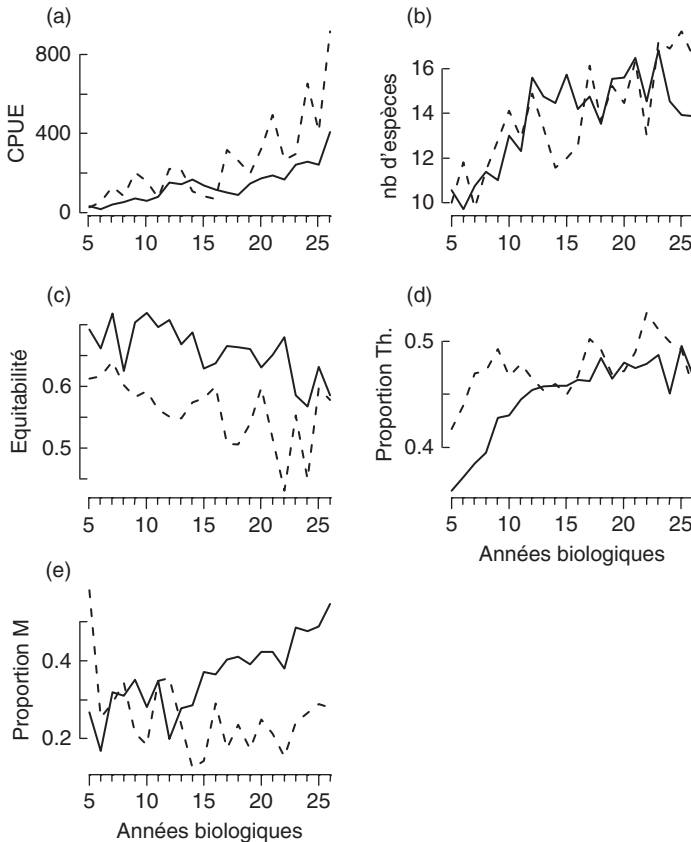 (a)
CPUE
800
400
0
5 10 15 20 25
(b)
nb d'espèces
16
14
12
10
5 10 15 20 25
(c)
Equitabilité
0.6
0.5
5 10 15 20 25
(d)
Proportion Th.
0.5
0.4
5 10 15 20 25
Années biologiques
(e)
Proportion M
0.4
0.2
5 10 15 20 25
Années biologiques